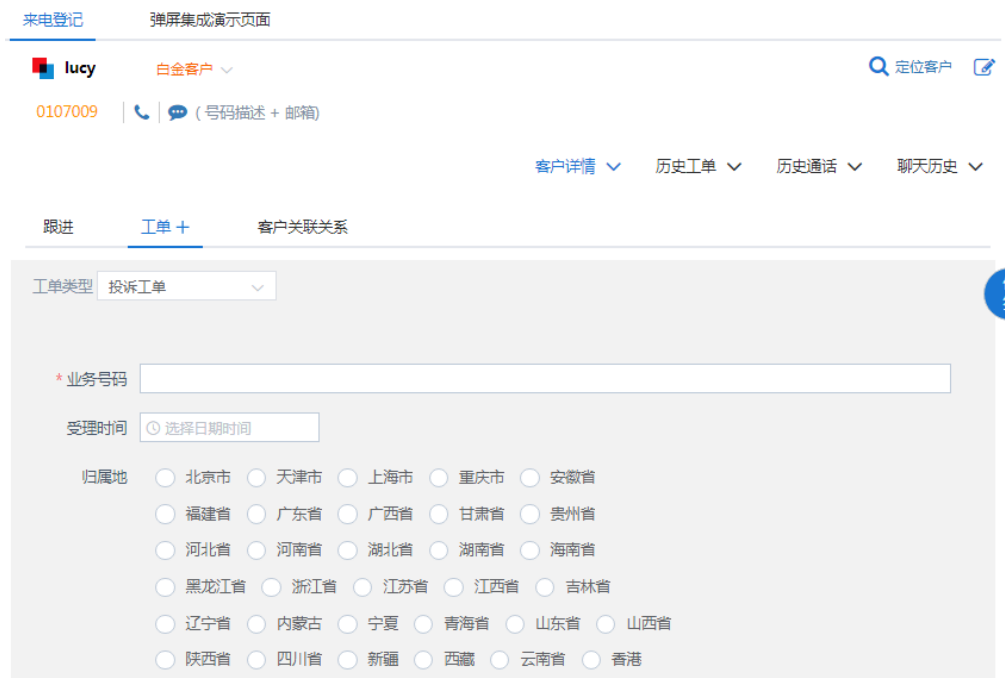 来电登记 弹屏集成演示页面
lucy 白金客户 定位客户
0107009 ( 号码描述 + 邮箱)
客户详情 历史工单 历史通话 聊天历史
跟进 工单 + 客户关联关系
工单类型 投诉工单
* 业务号码
受理时间 选择日期时间
归属地 北京市 天津市 上海市 重庆市 安徽省
福建省 广东省 广西省 甘肃省 贵州省
河北省 河南省 湖北省 湖南省 海南省
黑龙江省 浙江省 江苏省 江西省 吉林省
辽宁省 内蒙古 宁夏 青海省 山东省 山西省
陕西省 四川省 新疆 西藏 云南省 香港